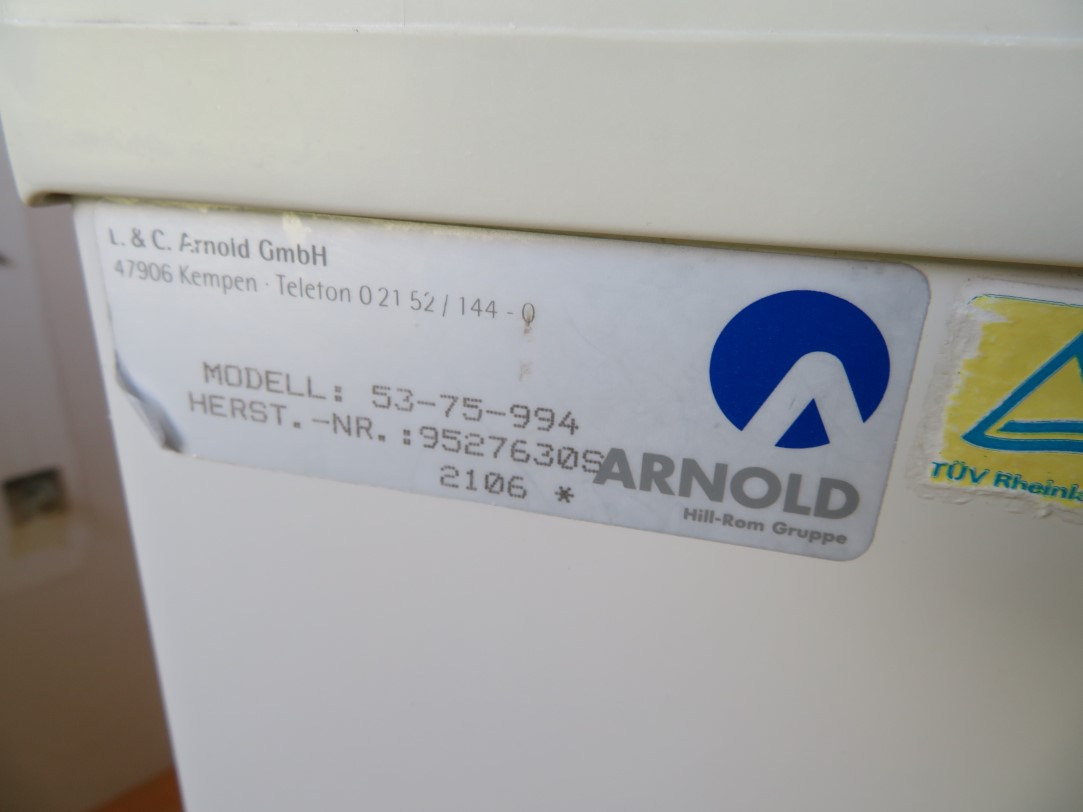 L. & C. Arnold GmbH
47906 Kempen · Telefon 0 21 52 / 144 - 0
MODELL: 53-75-994
HERST.-NR.:9527630S
2106 *
ARNOLD
Hill-Rom Gruppe
TÜV